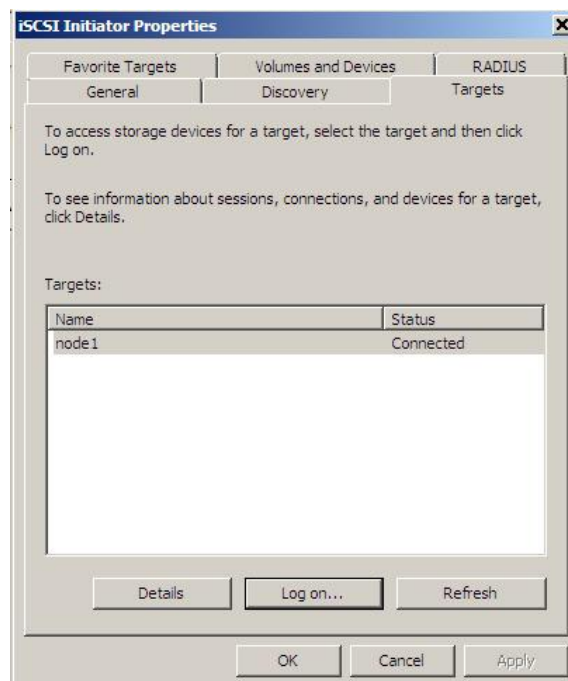 iSCSI Initiator Properties
Favorite Targets Volumes and Devices RADIUS
General Discovery Targets
To access storage devices for a target, select the target and then click
Log on.
To see information about sessions, connections, and devices for a target,
click Details.
Targets:
Name Status
node1 Connected
Details Log on... Refresh
OK Cancel Apply